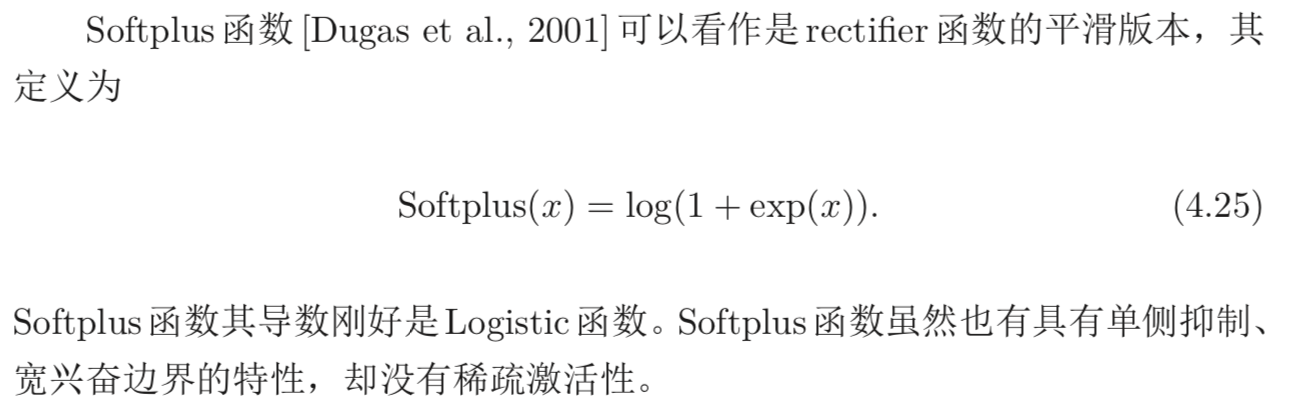 Softplus 函数 [Dugas et al., 2001] 可以看作是 rectifier 函数的平滑版本，其
定义为
Softplus(x) = log(1 + exp(x)). (4.25)
Softplus 函数其导数刚好是 Logistic 函数。Softplus 函数虽然也有具有单侧抑制、
宽兴奋边界的特性，却没有稀疏激活性。